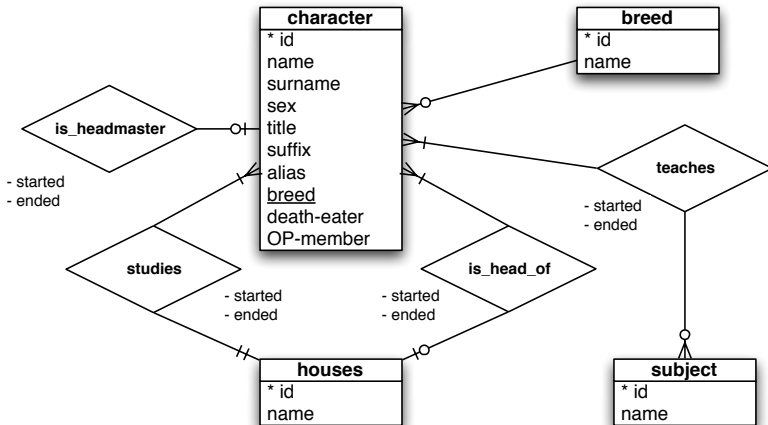 character
* id
name
surname
sex
title
suffix
alias
breed
death-eater
OP-member
breed
* id
name
is_headmaster
- started
- ended
teaches
- started
- ended
studies
- started
- ended
is_head_of
- started
- ended
houses
* id
name
subject
* id
name